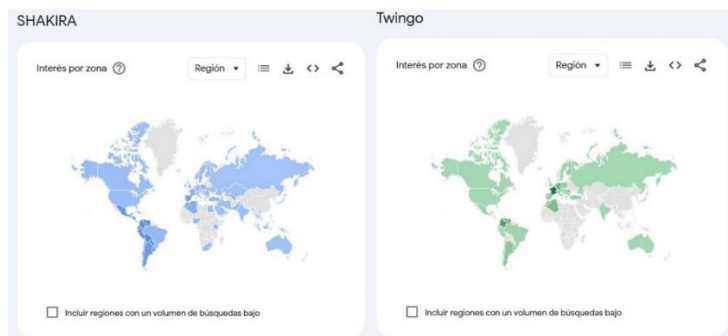 SHAKIRA
Interés por zona
Región
Incluir regiones con un volumen de búsquedas bajo
Twingo
Interés por zona
Región
Incluir regiones con un volumen de búsquedas bajo